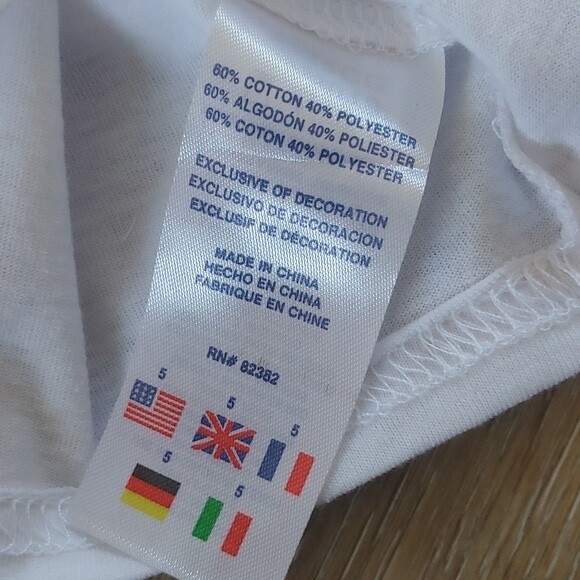 60% COTTON 40% POLYESTER
60% ALGODÓN 40% POLIESTER
60% COTON 40% POLYESTER
EXCLUSIVE OF DECORATION
EXCLUSIVO DE DECORACION
EXCLUSIF DE DÉCORATION
MADE IN CHINA
HECHO EN CHINA
FABRIQUE EN CHINE
RN# 82382
5 5 5
5 5